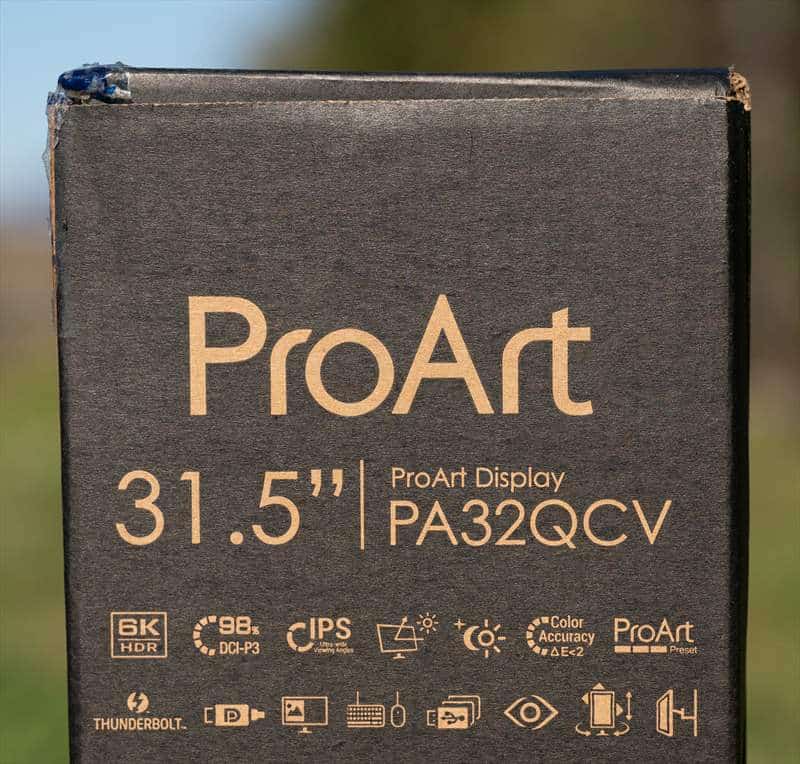 ProArt
31.5”
ProArt Display
PA32QCV
6K
HDR
98%
DCI-P3
IPS
Ultra-wide
Viewing Angles
Color
Accuracy
ΔE<2
ProArt
Preset
THUNDERBOLT™